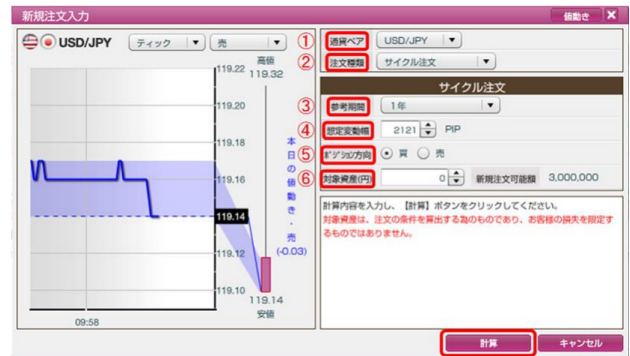 新規注文入力
値動き ×
USD/JPY ティック ▼ 売 ▼
高値
119.32
119.22
119.20
119.18
119.16
119.14
119.12
119.10
本日の値動き・売
(-0.03)
119.14
安値
09:58
① 通貨ペア USD/JPY ▼
② 注文種類 サイクル注文 ▼
サイクル注文
③ 参考期間 1年 ▼
④ 想定変動幅 2121 PIP
⑤ ﾎﾟｼﾞｼｮﾝ方向 買 売
⑥ 対象資産(円) 0 新規注文可能額 3,000,000
計算内容を入力し、【計算】ボタンをクリックしてください。
対象資産は、注文の条件を算出する為のものであり、お客様の損失を限定す
るものではありません。
計算 キャンセル